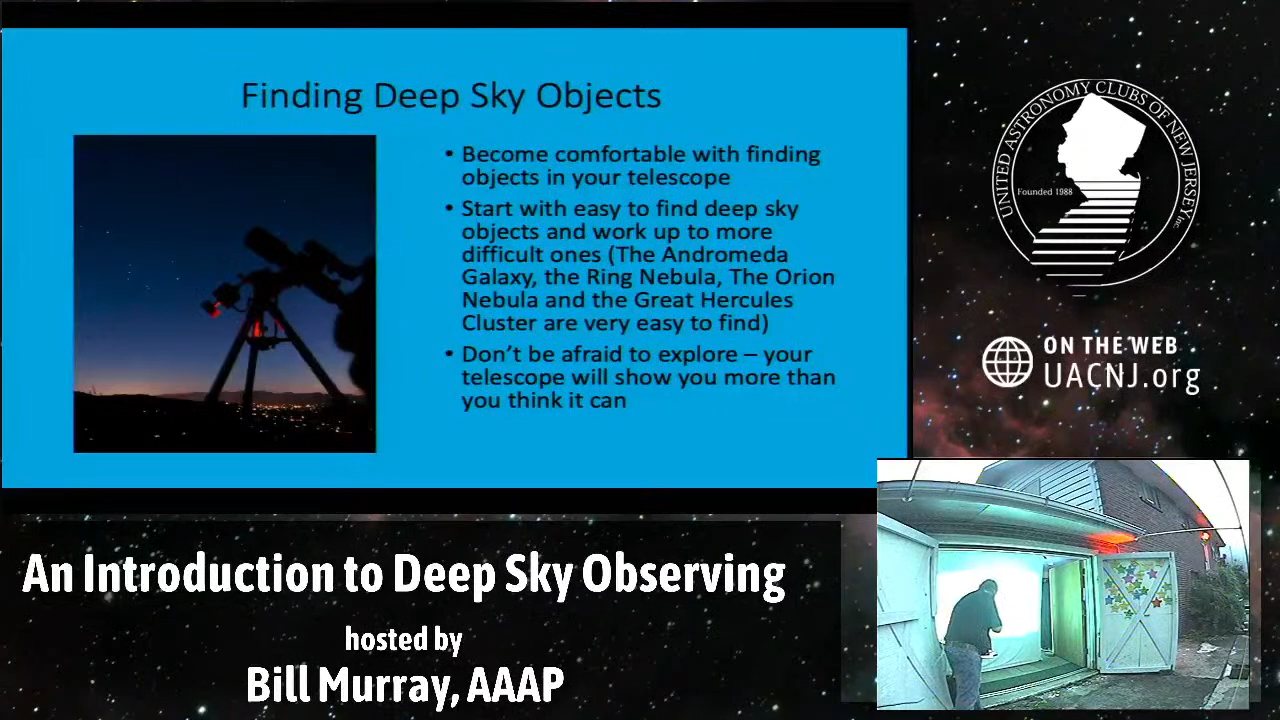 Finding Deep Sky Objects
• Become comfortable with finding
objects in your telescope
• Start with easy to find deep sky
objects and work up to more
difficult ones (The Andromeda
Galaxy, the Ring Nebula, The Orion
Nebula and the Great Hercules
Cluster are very easy to find)
• Don't be afraid to explore – your
telescope will show you more than
you think it can
UNITED ASTRONOMY CLUBS OF NEW JERSEY Inc.
Founded 1988
ON THE WEB
UACNJ.org
An Introduction to Deep Sky Observing
hosted by
Bill Murray, AAAP